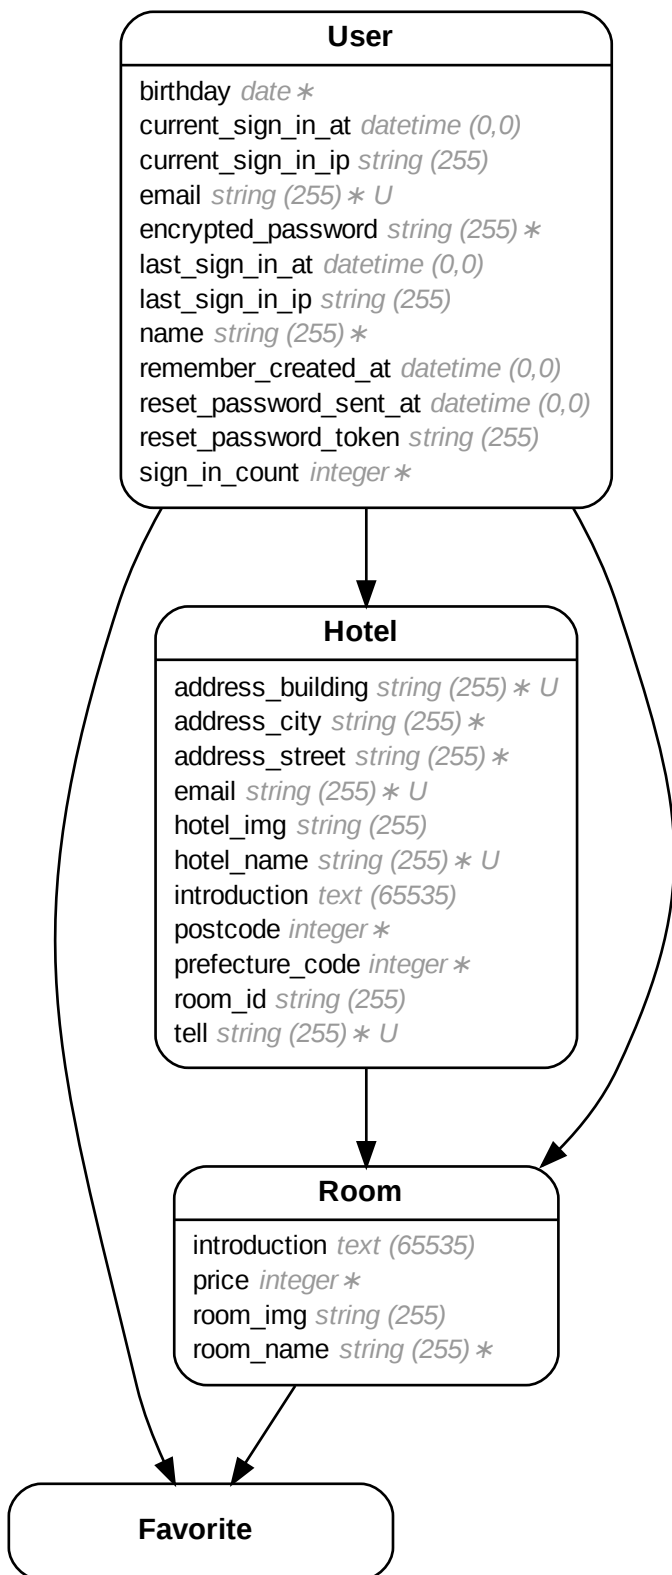 User
birthday date ∗
current_sign_in_at datetime (0,0)
current_sign_in_ip string (255)
email string (255) ∗ U
encrypted_password string (255) ∗
last_sign_in_at datetime (0,0)
last_sign_in_ip string (255)
name string (255) ∗
remember_created_at datetime (0,0)
reset_password_sent_at datetime (0,0)
reset_password_token string (255)
sign_in_count integer ∗
Hotel
address_building string (255) ∗ U
address_city string (255) ∗
address_street string (255) ∗
email string (255) ∗ U
hotel_img string (255)
hotel_name string (255) ∗ U
introduction text (65535)
postcode integer ∗
prefecture_code integer ∗
room_id string (255)
tell string (255) ∗ U
Room
introduction text (65535)
price integer ∗
room_img string (255)
room_name string (255) ∗
Favorite